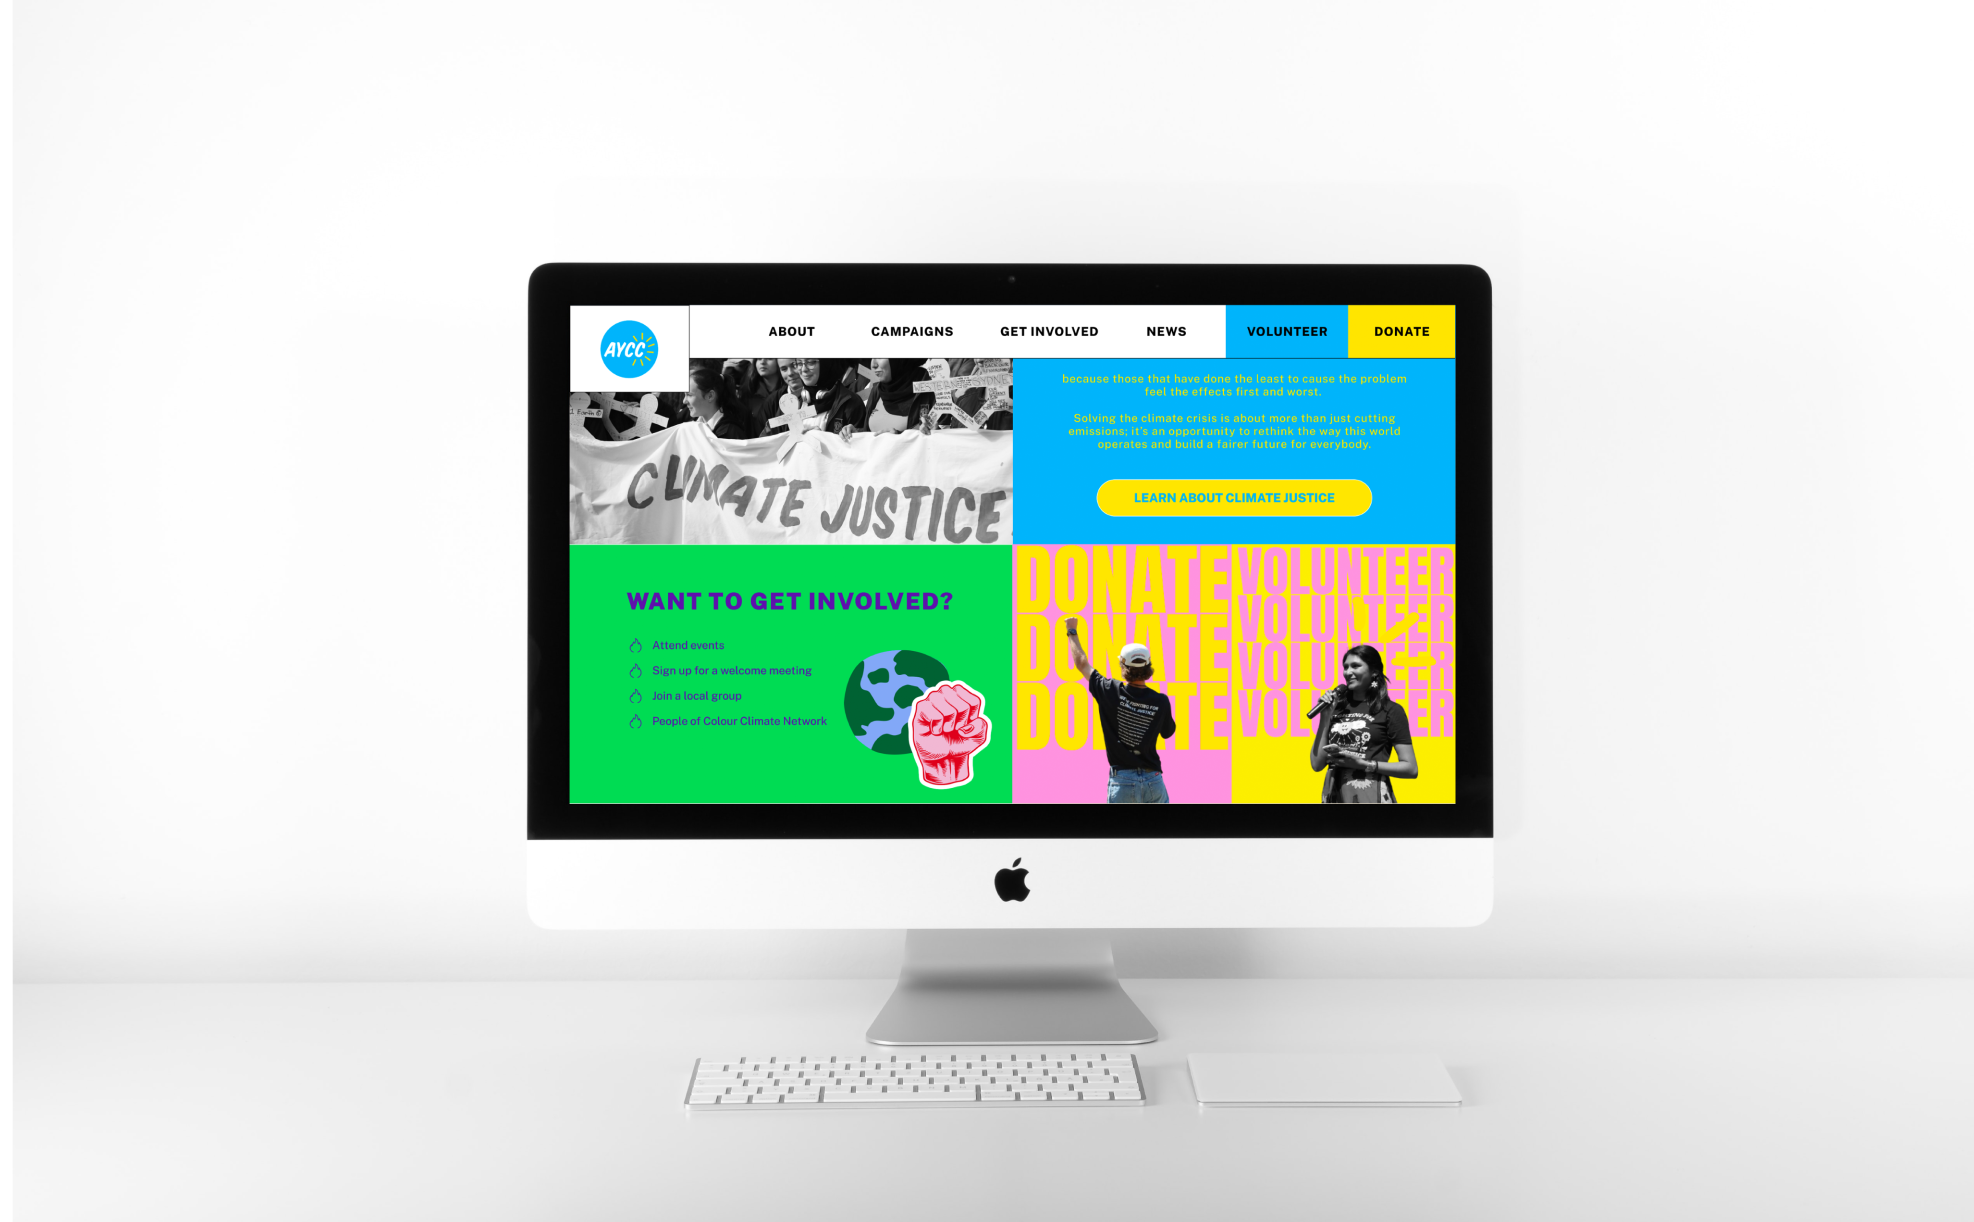 AYCC
ABOUT
CAMPAIGNS
GET INVOLVED
NEWS
VOLUNTEER
DONATE
CLIMATE JUSTICE
because those that have done the least to cause the problem
feel the effects first and worst.
Solving the climate crisis is about more than just cutting
emissions; it's an opportunity to rethink the way this world
operates and build a fairer future for everybody.
LEARN ABOUT CLIMATE JUSTICE
WANT TO GET INVOLVED?
Attend events
Sign up for a welcome meeting
Join a local group
People of Colour Climate Network
DONATE
DONATE
DONATE
VOLUNTEER
VOLUNTEER
VOLUNTEER
VOLUNTEER